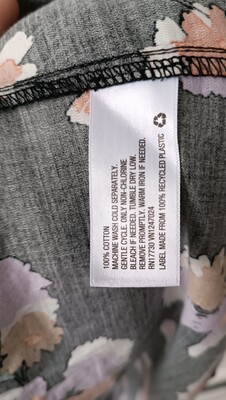 100% COTTON
MACHINE WASH COLD SEPARATELY.
GENTLE CYCLE. ONLY NON-CHLORINE
BLEACH IF NEEDED. TUMBLE DRY LOW.
REMOVE PROMPTLY. WARM IRON IF NEEDED.
RN17730 VN1247024
LABEL MADE FROM 100% RECYCLED PLASTIC